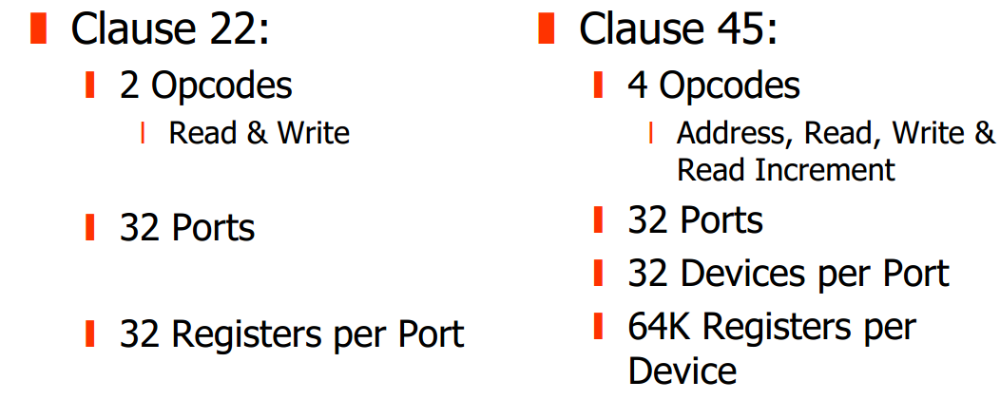 Clause 22:
2 Opcodes
Read & Write
32 Ports
32 Registers per Port
Clause 45:
4 Opcodes
Address, Read, Write &
Read Increment
32 Ports
32 Devices per Port
64K Registers per
Device